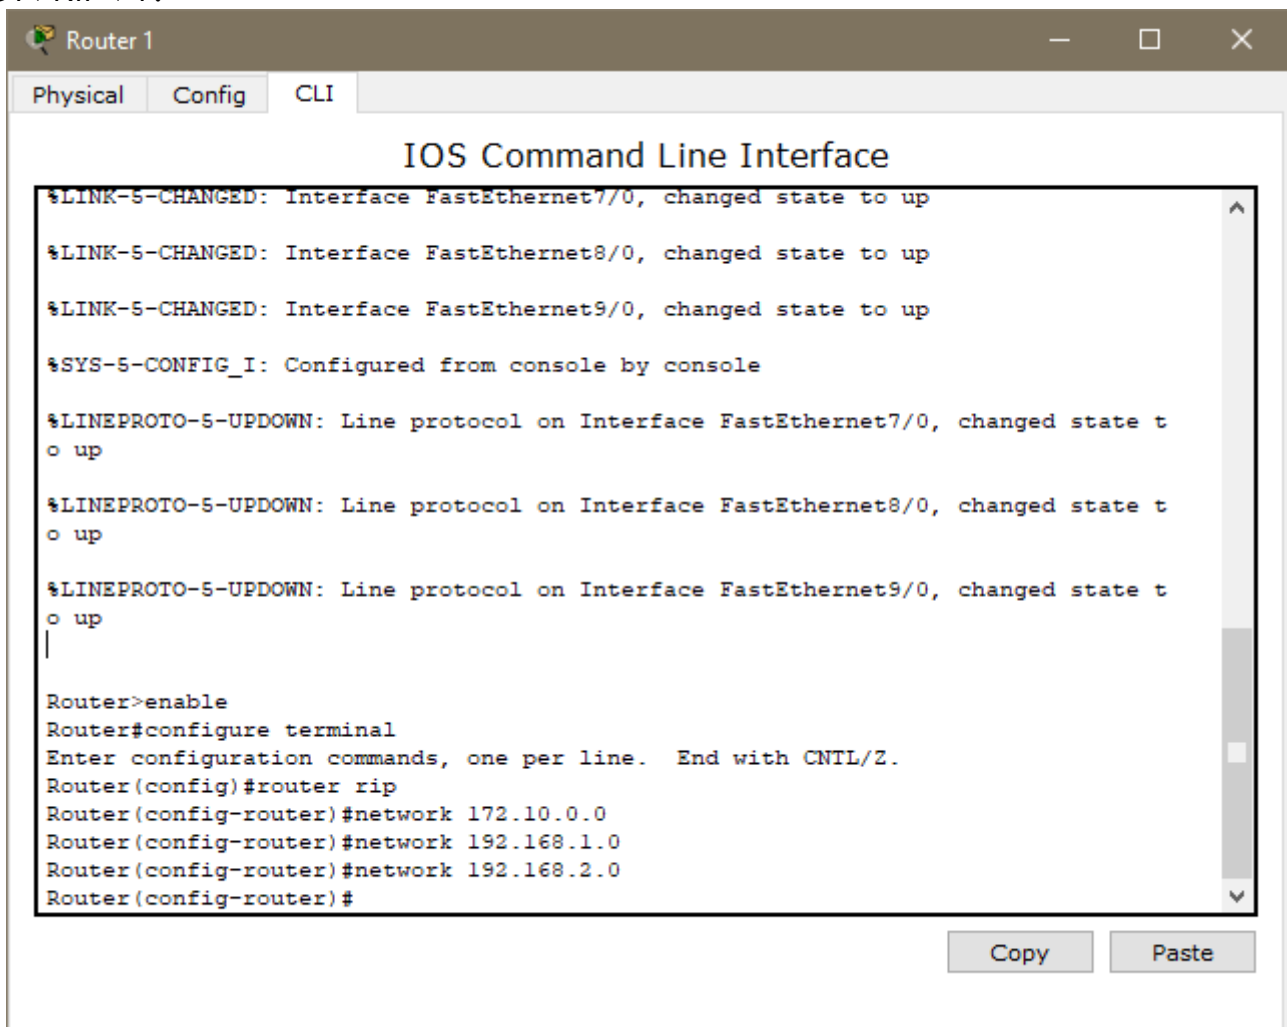 Router 1
Physical Config CLI
IOS Command Line Interface
%LINK-5-CHANGED: Interface FastEthernet7/0, changed state to up
%LINK-5-CHANGED: Interface FastEthernet8/0, changed state to up
%LINK-5-CHANGED: Interface FastEthernet9/0, changed state to up
%SYS-5-CONFIG_I: Configured from console by console
%LINEPROTO-5-UPDOWN: Line protocol on Interface FastEthernet7/0, changed state t
o up
%LINEPROTO-5-UPDOWN: Line protocol on Interface FastEthernet8/0, changed state t
o up
%LINEPROTO-5-UPDOWN: Line protocol on Interface FastEthernet9/0, changed state t
o up
Router>enable
Router#configure terminal
Enter configuration commands, one per line.  End with CNTL/Z.
Router(config)#router rip
Router(config-router)#network 172.10.0.0
Router(config-router)#network 192.168.1.0
Router(config-router)#network 192.168.2.0
Router(config-router)#
Copy Paste